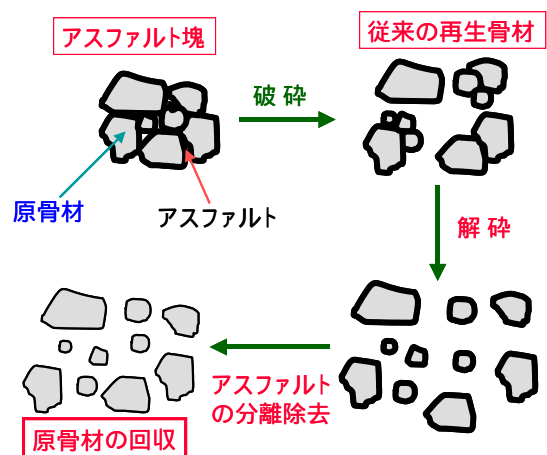 アスファルト塊
従来の再生骨材
破 砕
原骨材
アスファルト
解 砕
アスファルト
の分離除去
原骨材の回収